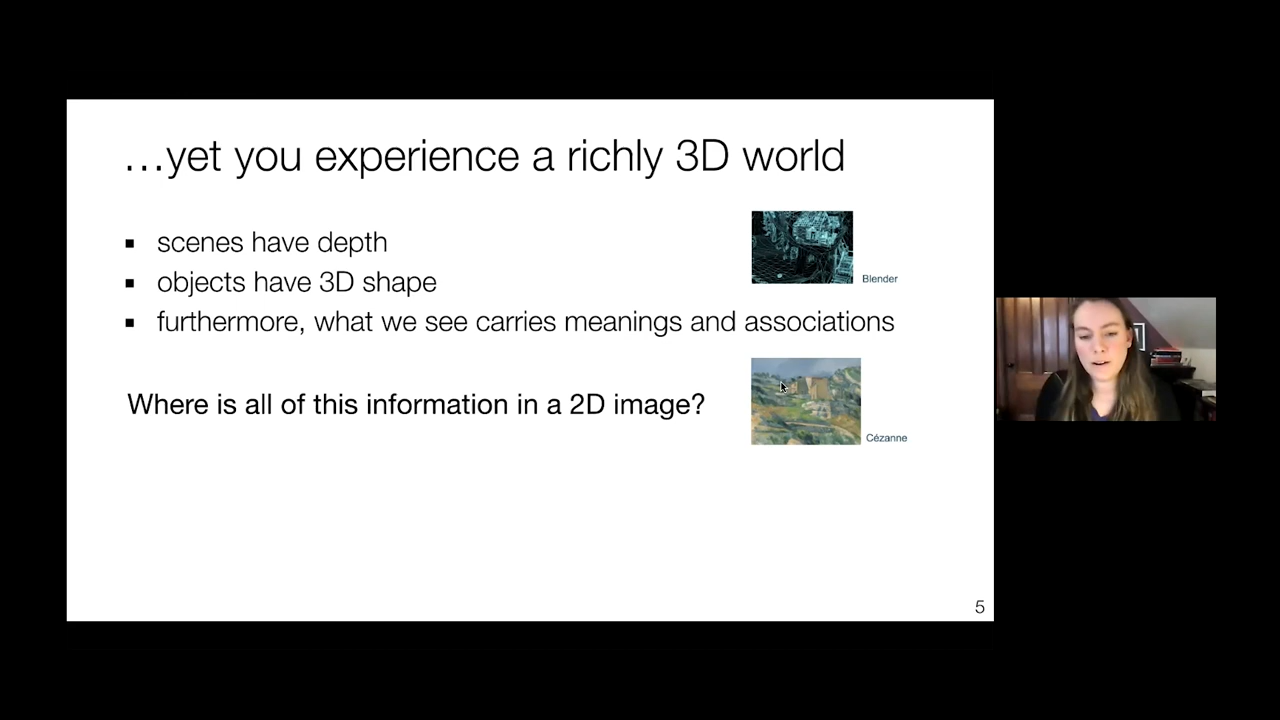 …yet you experience a richly 3D world
▪ scenes have depth
▪ objects have 3D shape
▪ furthermore, what we see carries meanings and associations
Blender
Where is all of this information in a 2D image?
Cézanne
5